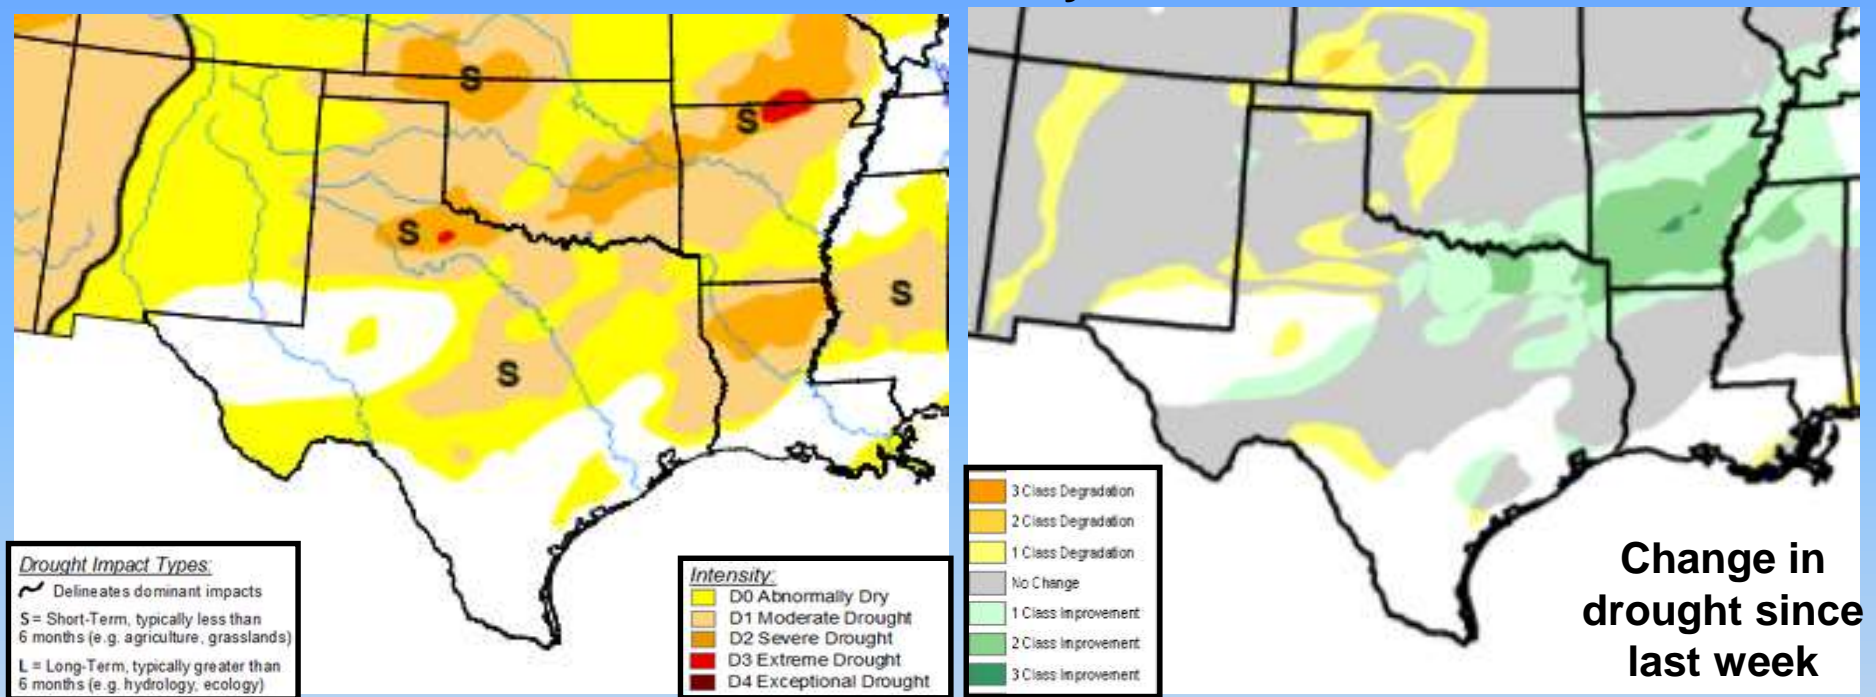 S
S
S
S
S
Drought Impact Types:
Delineates dominant impacts
S = Short-Term, typically less than
6 months (e.g. agriculture, grasslands)
L = Long-Term, typically greater than
6 months (e.g. hydrology, ecology)
Intensity:
D0 Abnormally Dry
D1 Moderate Drought
D2 Severe Drought
D3 Extreme Drought
D4 Exceptional Drought
3 Class Degradation
2 Class Degradation
1 Class Degradation
No Change
1 Class Improvement
2 Class Improvement
3 Class Improvement
Change in
drought since
last week